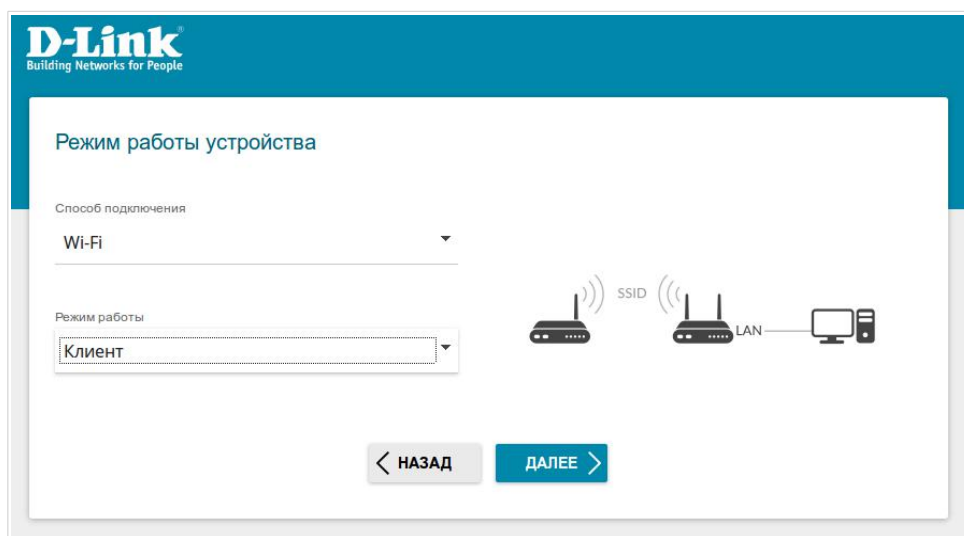 D-Link®
Building Networks for People
Режим работы устройства
Способ подключения
Wi-Fi
Режим работы
Клиент
SSID
LAN
НАЗАД
ДАЛЕЕ